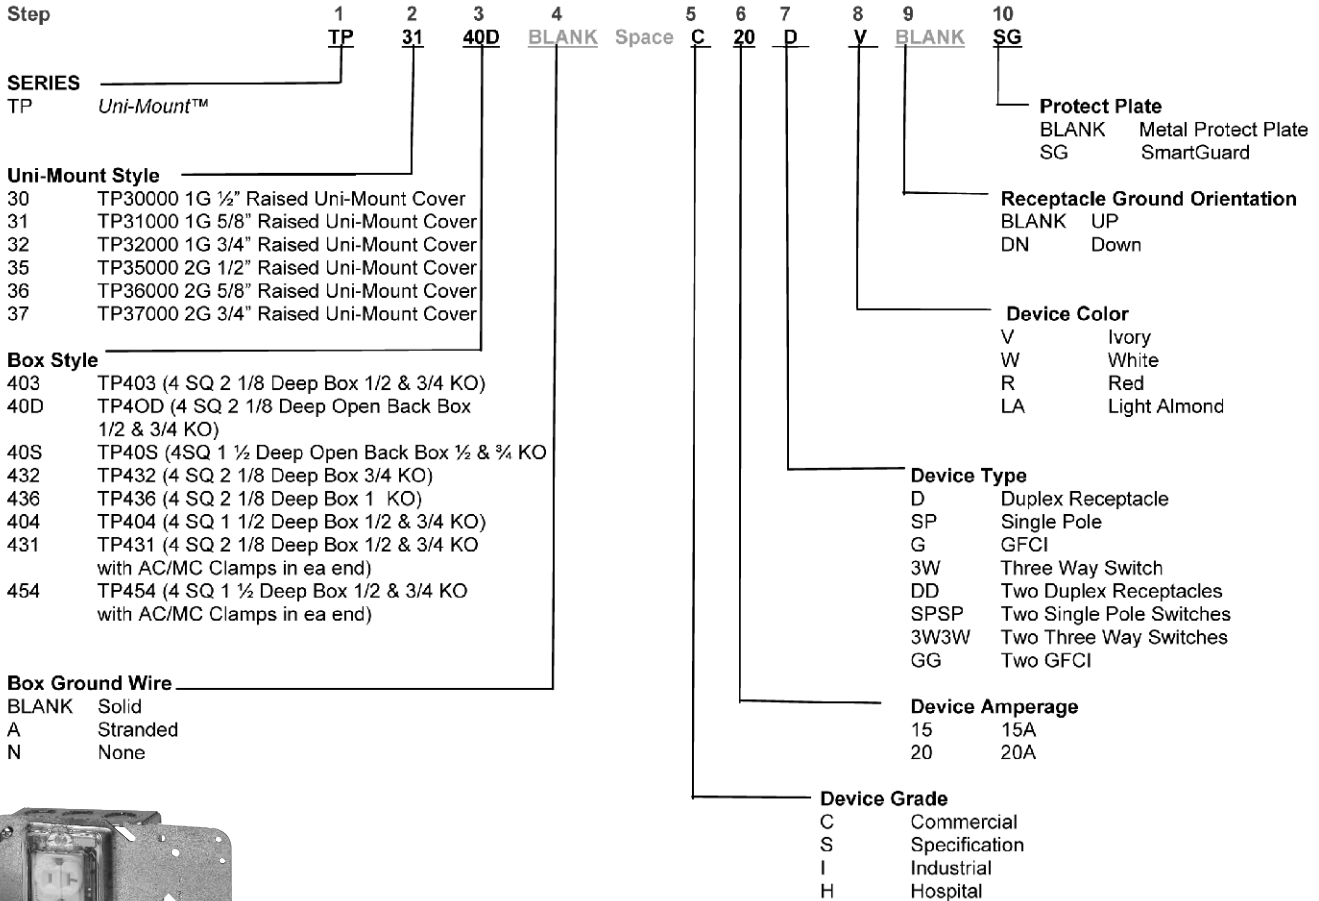 Step 1 2 3 4 5 6 7 8 9 10
TP 31 40D BLANK Space C 20 D V BLANK SG
SERIES
TP Uni-Mount™
Uni-Mount Style
30 TP30000 1G ½” Raised Uni-Mount Cover
31 TP31000 1G 5/8” Raised Uni-Mount Cover
32 TP32000 1G 3/4” Raised Uni-Mount Cover
35 TP35000 2G 1/2” Raised Uni-Mount Cover
36 TP36000 2G 5/8” Raised Uni-Mount Cover
37 TP37000 2G 3/4” Raised Uni-Mount Cover
Box Style
403 TP403 (4 SQ 2 1/8 Deep Box 1/2 & 3/4 KO)
40D TP4OD (4 SQ 2 1/8 Deep Open Back Box
1/2 & 3/4 KO)
40S TP40S (4SQ 1 ½ Deep Open Back Box ½ & ¾ KO
432 TP432 (4 SQ 2 1/8 Deep Box 3/4 KO)
436 TP436 (4 SQ 2 1/8 Deep Box 1 KO)
404 TP404 (4 SQ 1 1/2 Deep Box 1/2 & 3/4 KO)
431 TP431 (4 SQ 2 1/8 Deep Box 1/2 & 3/4 KO
with AC/MC Clamps in ea end)
454 TP454 (4 SQ 1 ½ Deep Box 1/2 & 3/4 KO
with AC/MC Clamps in ea end)
Box Ground Wire
BLANK Solid
A Stranded
N None
Protect Plate
BLANK Metal Protect Plate
SG SmartGuard
Receptacle Ground Orientation
BLANK UP
DN Down
Device Color
V Ivory
W White
R Red
LA Light Almond
Device Type
D Duplex Receptacle
SP Single Pole
G GFCI
3W Three Way Switch
DD Two Duplex Receptacles
SPSP Two Single Pole Switches
3W3W Two Three Way Switches
GG Two GFCI
Device Amperage
15 15A
20 20A
Device Grade
C Commercial
S Specification
I Industrial
H Hospital